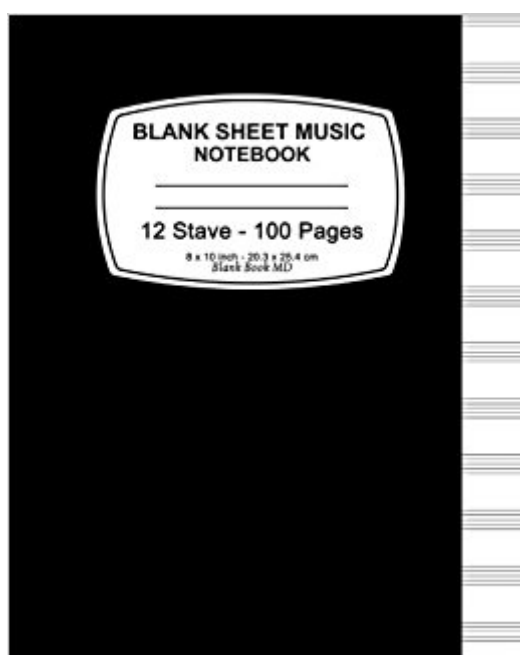 BLANK SHEET MUSIC
NOTEBOOK
12 Stave - 100 Pages
8 x 10 inch - 20.3 x 25.4 cm
Blank Book MD